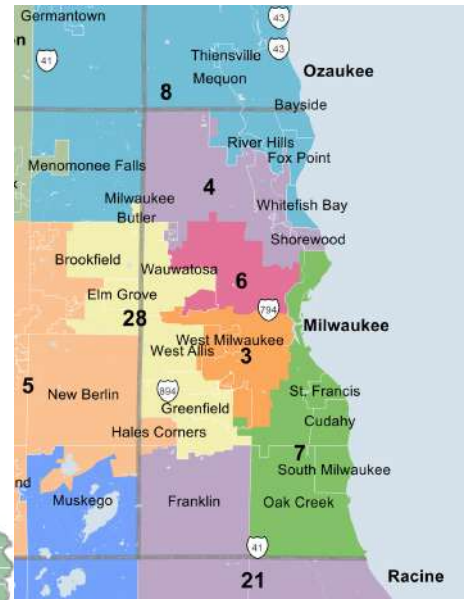 Germantown
43
on
41
43
Thiensville
Ozaukee
Mequon
8
Bayside
River Hills
Menomonee Falls
Fox Point
4
Milwaukee
Whitefish Bay
Butler
Shorewood
Brookfield
Wauwatosa
6
Elm Grove
794
28
Milwaukee
West Milwaukee
West Allis
3
5
894
St. Francis
New Berlin
Greenfield
Cudahy
Hales Corners
7
South Milwaukee
nd
Muskego
Franklin
Oak Creek
41
21
Racine